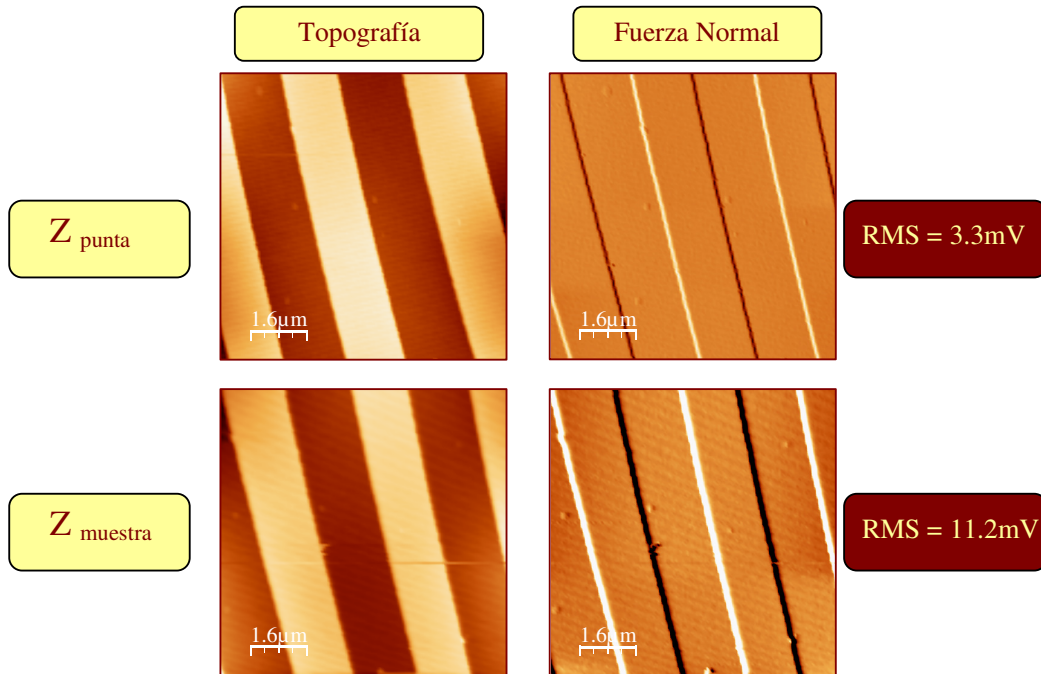 Topografía
Fuerza Normal
Z punta
1.6µm
1.6µm
RMS = 3.3mV
Z muestra
1.6µm
1.6µm
RMS = 11.2mV